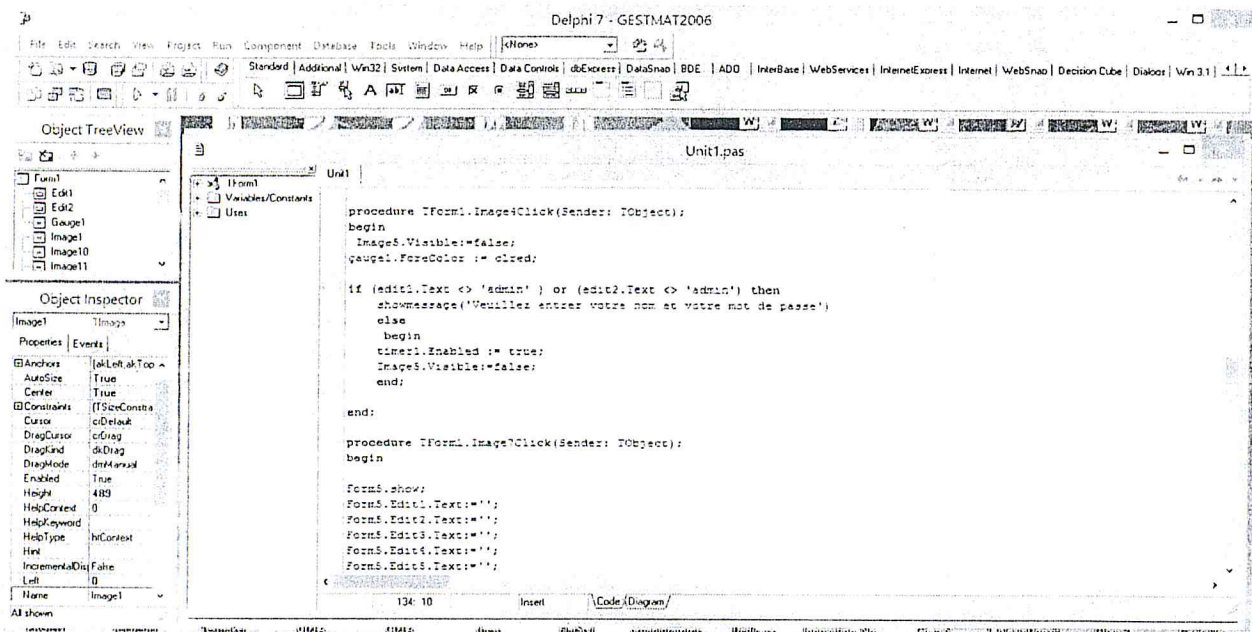 Delphi 7 - GESTMAT2006
File Edit Search View Project Run Component Database Tools Window Help <None>
Standard Additional Win32 System Data Access Data Controls dbExpress DataSnap BDE ADO InterBase WebServices InternetExpress Internet WebSnap Decision Cube Dialogs Win 3.1
Object TreeView
Form1
Edit1
Edit2
Gauge1
Image1
Image10
Image11
Object Inspector
Image1 TImage
Properties Events
Anchors [akLeft,akTop
AutoSize True
Center True
Constraints (TSizeConstra
Cursor crDefault
DragCursor crDrag
DragKind dkDrag
DragMode dmManual
Enabled True
Height 489
HelpContext 0
HelpKeyword
HelpType htContext
Hint
IncrementalDisp False
Left 0
Name Image1
All shown
Unit1.pas
TForm1
Variables/Constants
Uses
Unit1
procedure TForm1.Image4Click(Sender: TObject);
begin
Image5.Visible:=false;
gauge1.ForeColor := clred;
if (edit1.Text <> 'admin' ) or (edit2.Text <> 'admin') then
showmessage('Veuillez entrer votre nom et votre mot de passe')
else
begin
timer1.Enabled := true;
Image5.Visible:=false;
end;
end;
procedure TForm1.Image7Click(Sender: TObject);
begin
Form5.show;
Form5.Edit1.Text:='';
Form5.Edit2.Text:='';
Form5.Edit3.Text:='';
Form5.Edit4.Text:='';
Form5.Edit5.Text:='';
134: 10 Insert Code Diagram